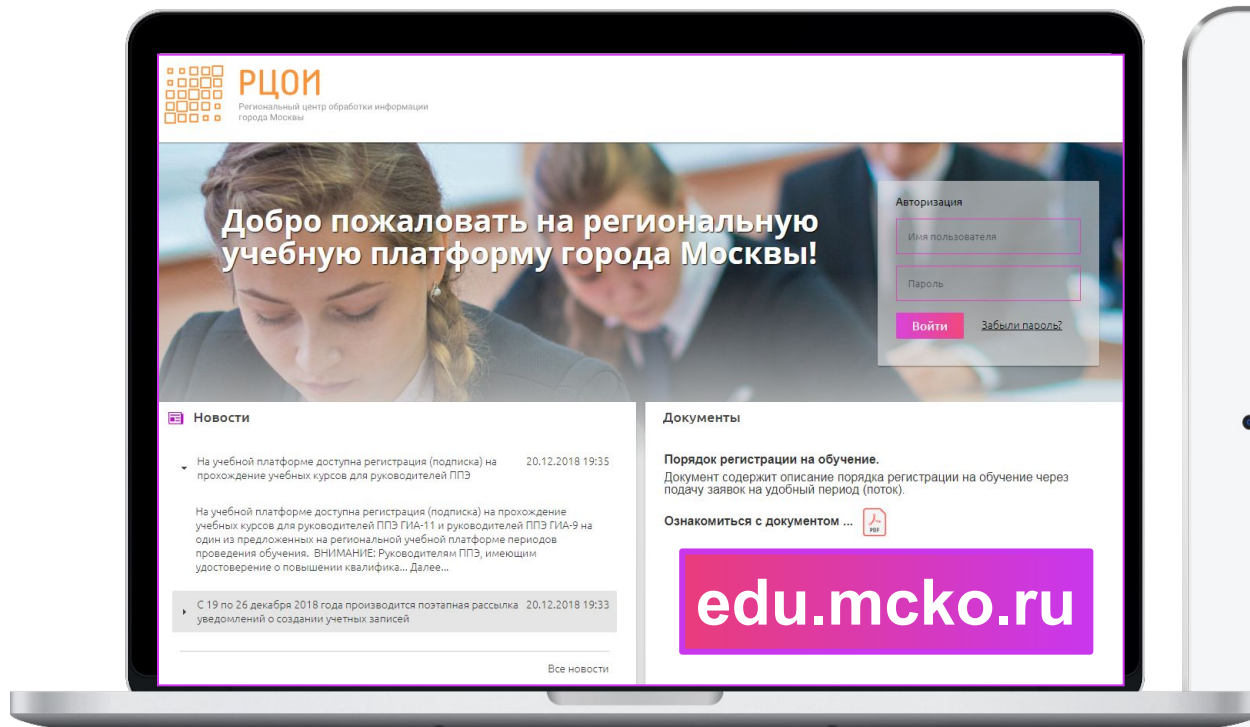 РЦОИ
Региональный центр обработки информации
города Москвы
Добро пожаловать на региональную
учебную платформу города Москвы!
Авторизация
Имя пользователя
Пароль
Войти
Забыли пароль?
Новости
На учебной платформе доступна регистрация (подписка) на 20.12.2018 19:35
прохождение учебных курсов для руководителей ППЭ
На учебной платформе доступна регистрация (подписка) на прохождение
учебных курсов для руководителей ППЭ ГИА-11 и руководителей ППЭ ГИА-9 на
один из предложенных на региональной учебной платформе периодов
проведения обучения. ВНИМАНИЕ: Руководителям ППЭ, имеющим
удостоверение о повышении квалифика... Далее...
С 19 по 26 декабря 2018 года производится поэтапная рассылка 20.12.2018 19:33
уведомлений о создании учетных записей
Все новости
Документы
Порядок регистрации на обучение.
Документ содержит описание порядка регистрации на обучение через
подачу заявок на удобный период (поток).
Ознакомиться с документом ...
PDF
edu.mcko.ru